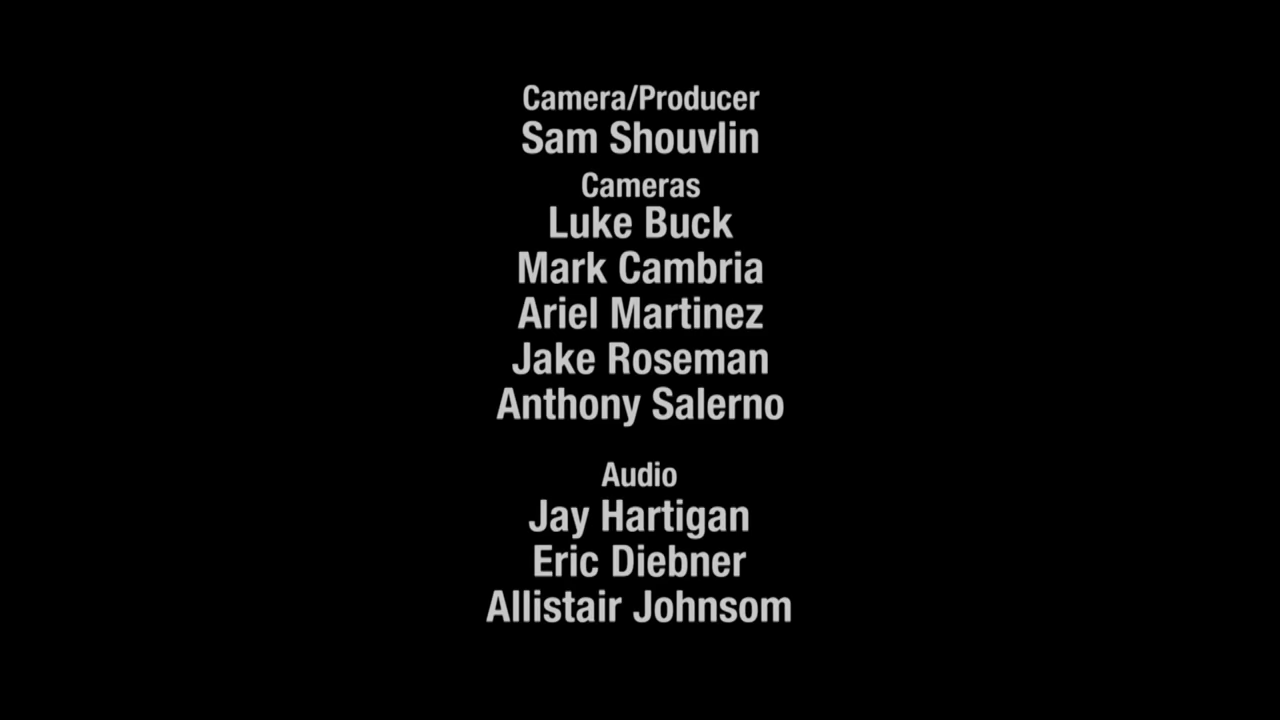 Camera/Producer
Sam Shouvlin
Cameras
Luke Buck
Mark Cambria
Ariel Martinez
Jake Roseman
Anthony Salerno
Audio
Jay Hartigan
Eric Diebner
Allistair Johnsom